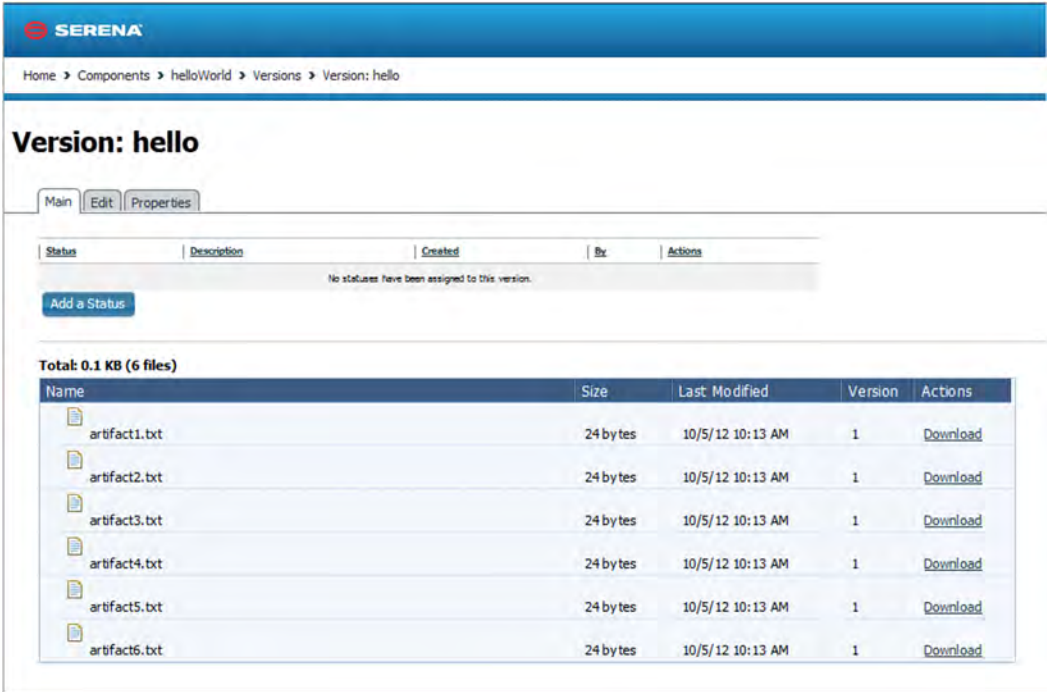 SERENA
Home > Components > helloWorld > Versions > Version: hello
Version: hello
Main Edit Properties
Status Description Created By Actions
No statuses have been assigned to this version.
Add a Status
Total: 0.1 KB (6 files)
Name Size Last Modified Version Actions
artifact1.txt 24 bytes 10/5/12 10:13 AM 1 Download
artifact2.txt 24 bytes 10/5/12 10:13 AM 1 Download
artifact3.txt 24 bytes 10/5/12 10:13 AM 1 Download
artifact4.txt 24 bytes 10/5/12 10:13 AM 1 Download
artifact5.txt 24 bytes 10/5/12 10:13 AM 1 Download
artifact6.txt 24 bytes 10/5/12 10:13 AM 1 Download